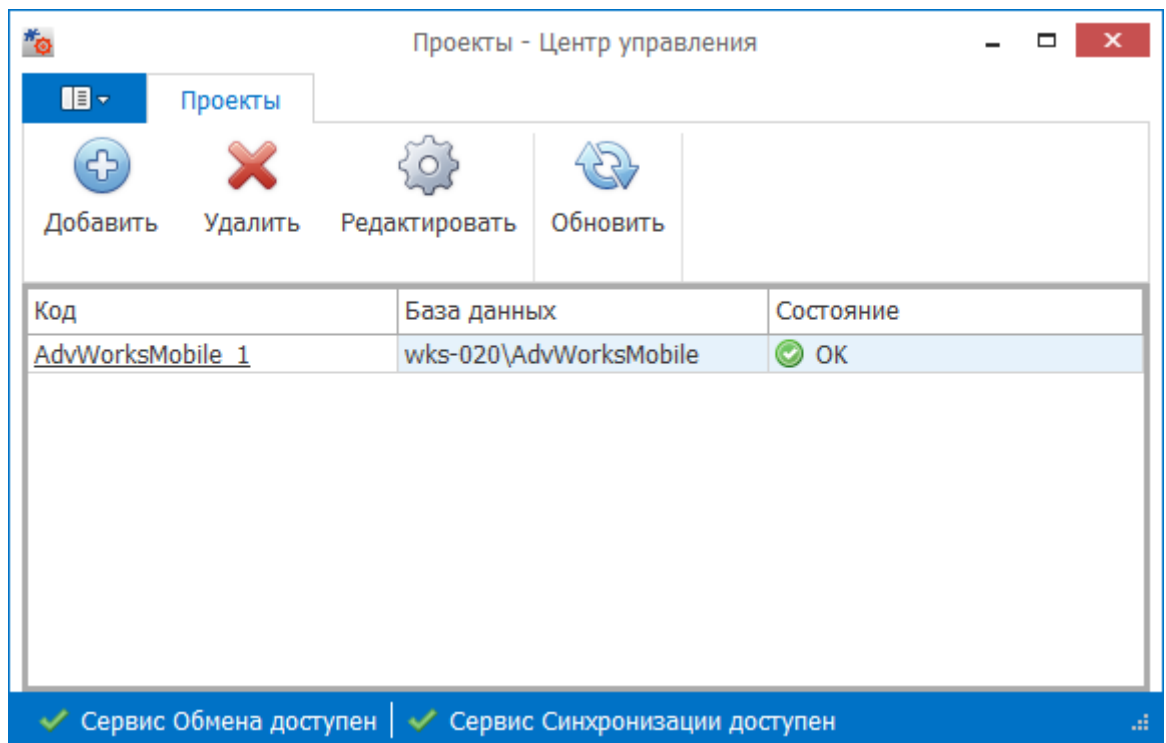 Проекты - Центр управления
Проекты
Добавить Удалить Редактировать Обновить
Код База данных Состояние
AdvWorksMobile_1 wks-020\AdvWorksMobile OK
Сервис Обмена доступен Сервис Синхронизации доступен